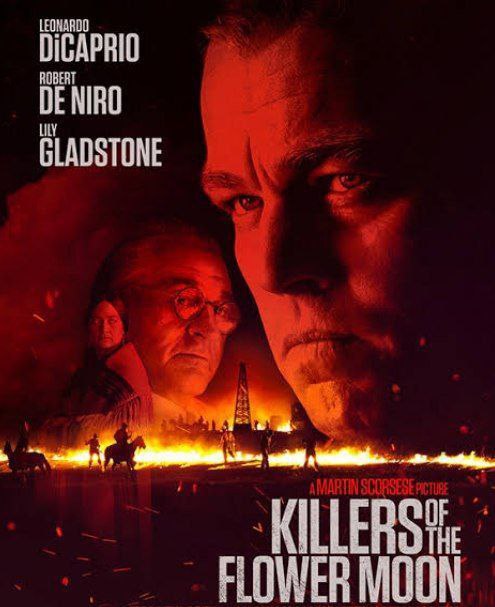 LEONARDO
DiCAPRIO
ROBERT
DE NIRO
LILY
GLADSTONE
A MARTIN SCORSESE PICTURE
KILLERS OF THE
FLOWER MOON